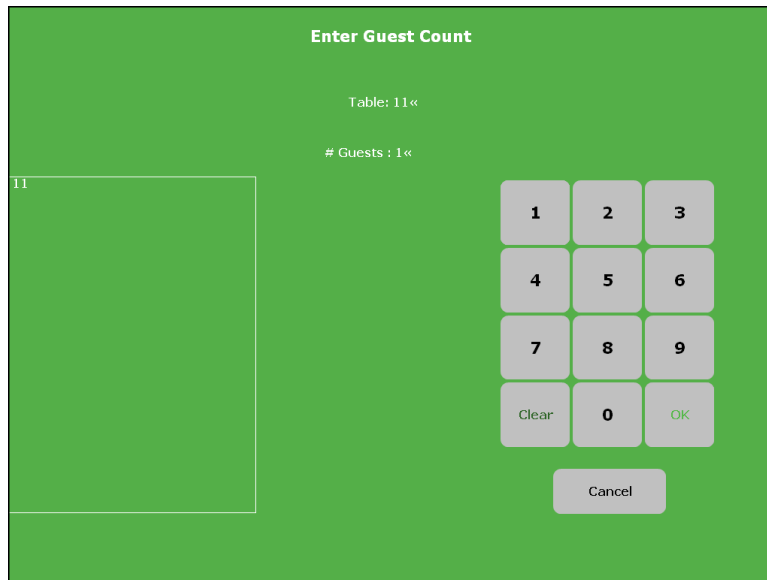 Enter Guest Count
Table: 11«
# Guests : 1«
11
1 2 3
4 5 6
7 8 9
Clear 0 OK
Cancel